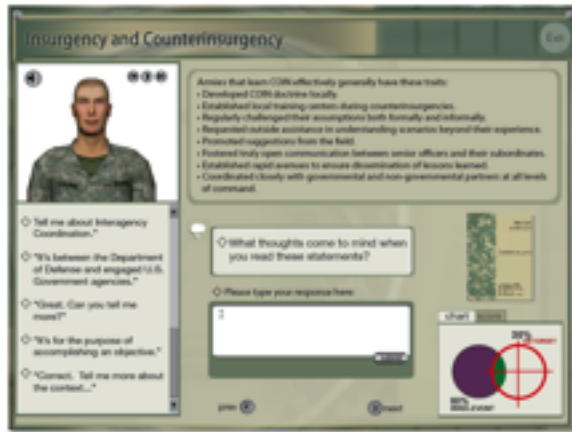 Insurgency and Counterinsurgency
Exit
Armies that learn COIN effectively generally have these traits:
• Developed COIN doctrine locally.
• Established local training centers during counterinsurgencies.
• Regularly challenged their assumptions both formally and informally.
• Requested outside assistance in understanding scenarios beyond their experience.
• Promoted suggestions from the field.
• Fostered truly open communication between senior officers and their subordinates.
• Established rapid avenues to ensure dissemination of lessons learned.
• Coordinated closely with governmental and non-governmental partners at all levels
of command.
Tell me about Interagency
Coordination."
"It's between the Department
of Defense and engaged U.S.
Government agencies."
"Great. Can you tell me
more?"
"It's for the purpose of
accomplishing an objective."
"Correct. Tell me more about
the context..."
What thoughts come to mind when
you read these statements?
Please type your response here:
prev
next
chart
score